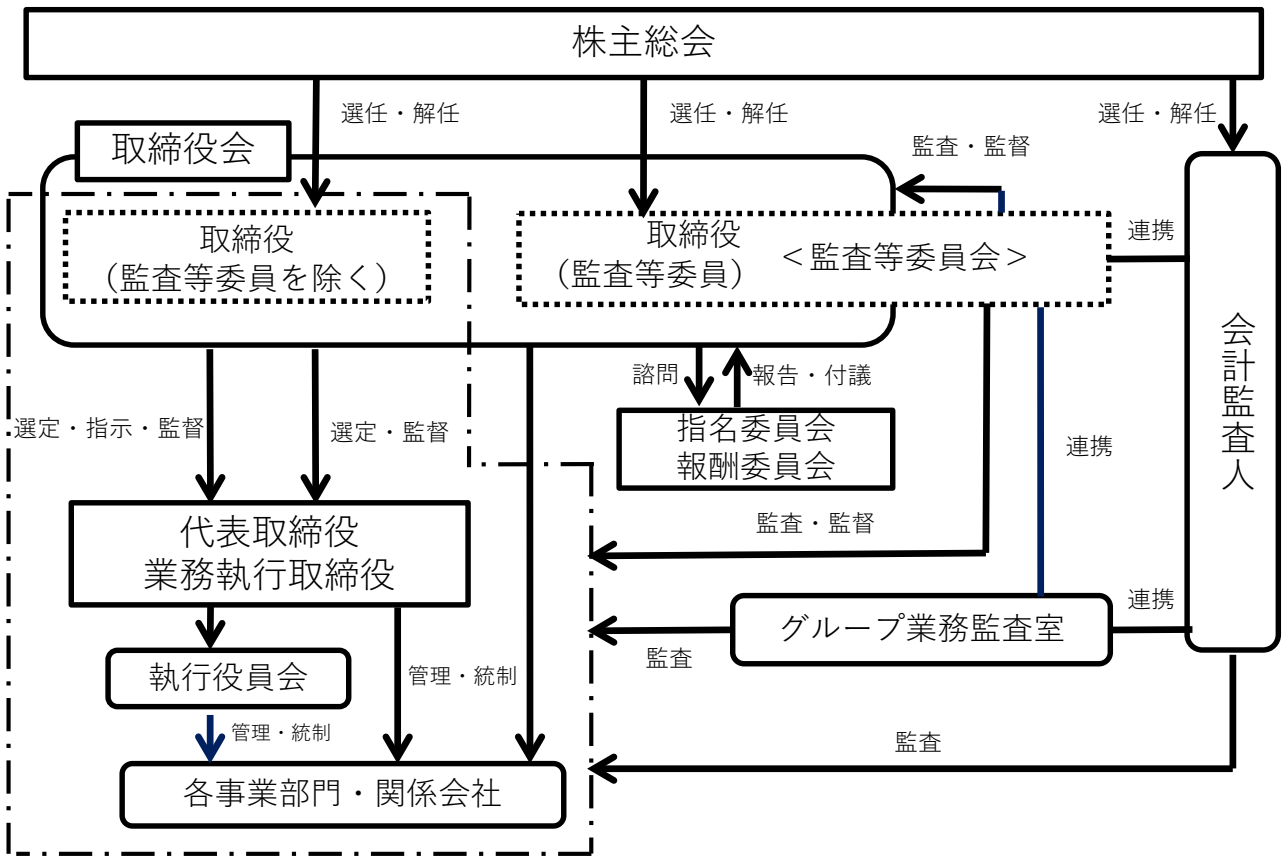 株主総会
選任・解任
選任・解任
選任・解任
取締役会
監査・監督
取締役
（監査等委員を除く）
取締役
（監査等委員）
＜監査等委員会＞
連携
会計監査人
諮問
報告・付議
選定・指示・監督
選定・監督
指名委員会
報酬委員会
連携
代表取締役
業務執行取締役
監査・監督
グループ業務監査室
連携
監査
執行役員会
管理・統制
管理・統制
監査
各事業部門・関係会社